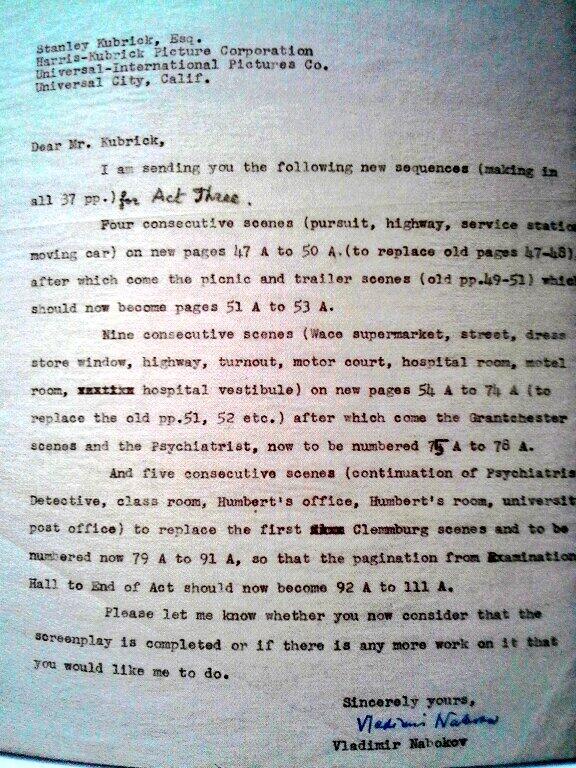 Stanley Kubrick, Esq.
Harris-Kubrick Picture Corporation
Universal-International Pictures Co.
Universal City, Calif.
Dear Mr. Kubrick,
I am sending you the following new sequences (making in
all 37 pp.) for Act Three.
Four consecutive scenes (pursuit, highway, service statio
moving car) on new pages 47 A to 50 A.(to replace old pages 47-48)
after which come the picnic and trailer scenes (old pp.49-51) whic
should now become pages 51 A to 53 A.
Nine consecutive scenes (Wace supermarket, street, dress
store window, highway, turnout, motor court, hospital room, motel
room, hospital vestibule) on new pages 54 A to 74 A (to
replace the old pp.51, 52 etc.) after which come the Grantchester
scenes and the Psychiatrist, now to be numbered 75 A to 78 A.
And five consecutive scenes (continuation of Psychiatris
Detective, class room, Humbert's office, Humbert's room, universit
post office) to replace the first Clemmburg scenes and to be
numbered now 79 A to 91 A, so that the pagination from Examination
Hall to End of Act should now become 92 A to 111 A.
Please let me know whether you now consider that the
screenplay is completed or if there is any more work on it that
you would like me to do.
Sincerely yours,
Vladimir Nabokov
Vladimir Nabokov